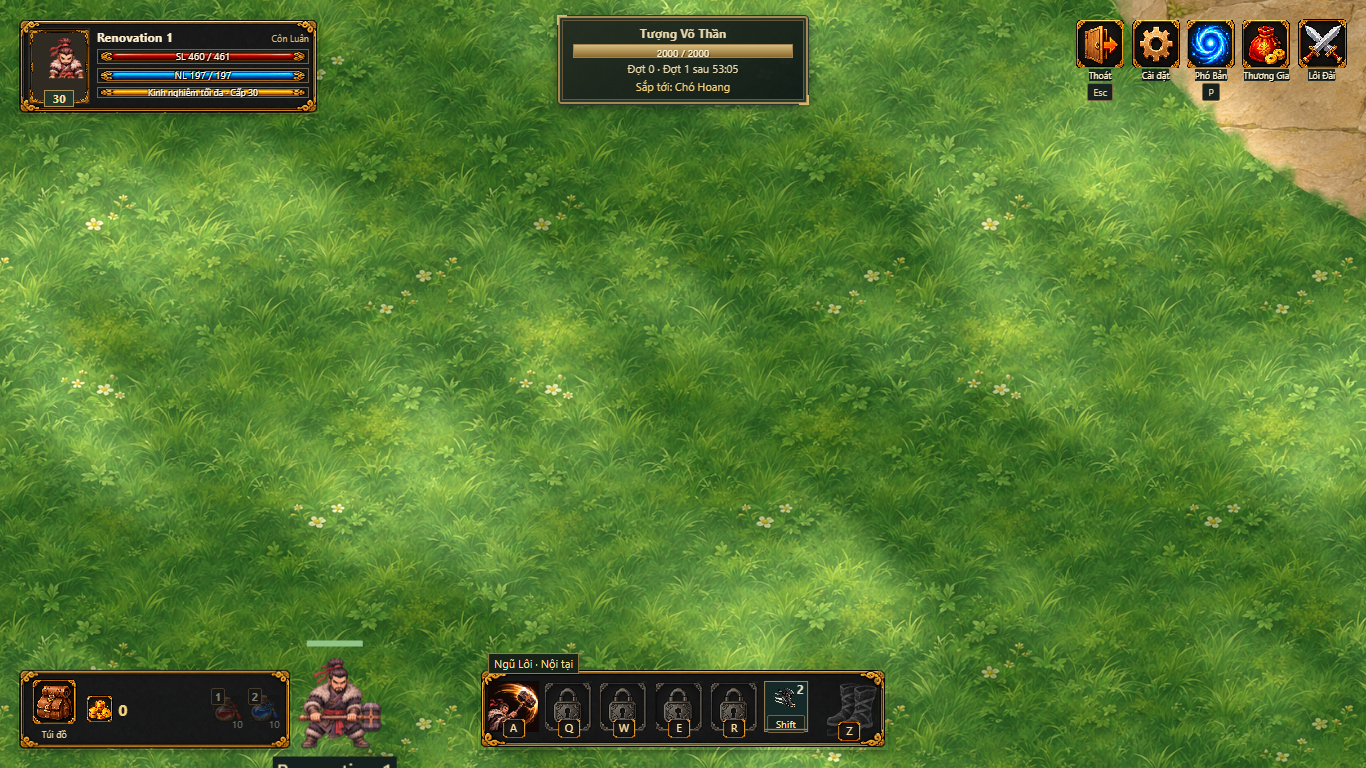 Renovation 1
Côn Luân
SL 460 / 461
NL 197 / 197
Kinh nghiệm tối đa - Cấp 30
30
Tượng Võ Thần
2000 / 2000
Đợt 0 · Đợt 1 sau 53:05
Sắp tới: Chó Hoang
Thoát
Cài đặt
Phó Bản
Thương Gia
Lôi Đài
Esc
P
Túi đồ
0
1
10
2
10
Ngũ Lôi · Nội tại
A
Q
W
E
R
2
Shift
Z